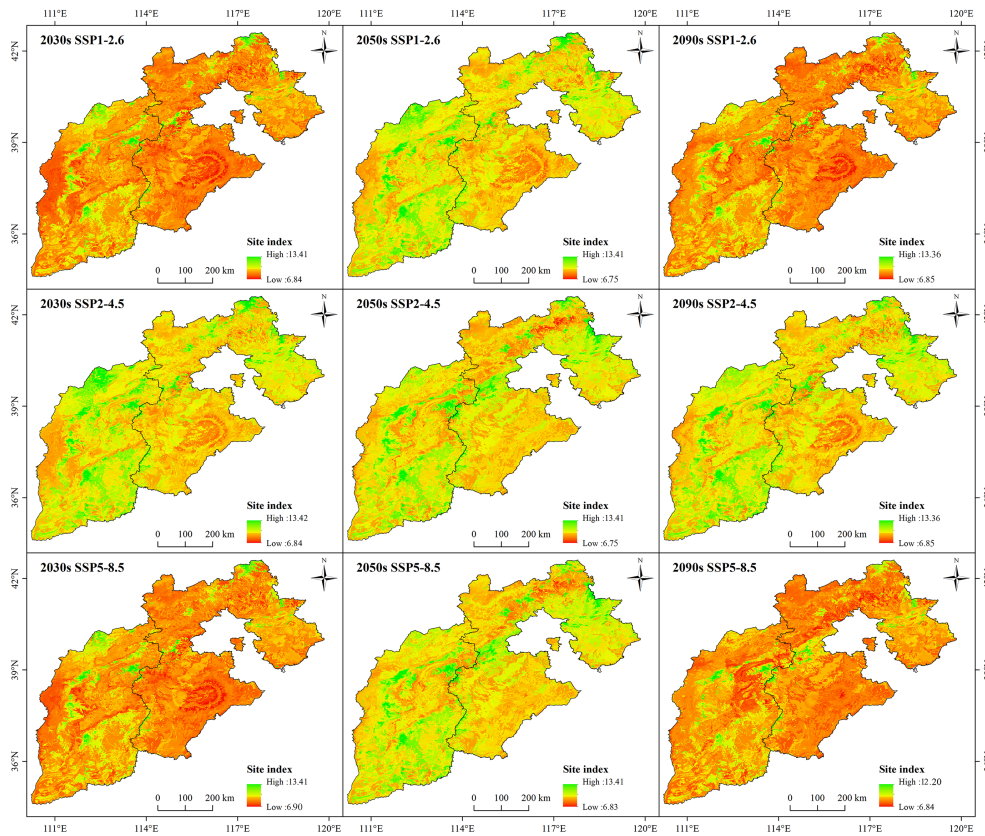 111°E 114°E 117°E 120°E 111°E 114°E 117°E 120°E 111°E 114°E 117°E 120°E
2030s SSP1-2.6
N
42°N
39°N
36°N
Site index
High :13.41
Low :6.84
0 100 200 km
2050s SSP1-2.6
N
Site index
High :13.41
Low :6.75
0 100 200 km
2090s SSP1-2.6
N
Site index
High :13.36
Low :6.85
0 100 200 km
2030s SSP2-4.5
N
42°N
39°N
36°N
Site index
High :13.42
Low :6.84
0 100 200 km
2050s SSP2-4.5
N
Site index
High :13.41
Low :6.75
0 100 200 km
2090s SSP2-4.5
N
Site index
High :13.36
Low :6.85
0 100 200 km
2030s SSP5-8.5
N
42°N
39°N
36°N
Site index
High :13.41
Low :6.90
0 100 200 km
2050s SSP5-8.5
N
Site index
High :13.41
Low :6.83
0 100 200 km
2090s SSP5-8.5
N
Site index
High :12.20
Low :6.84
0 100 200 km
111°E 114°E 117°E 120°E 111°E 114°E 117°E 120°E 111°E 114°E 117°E 120°E